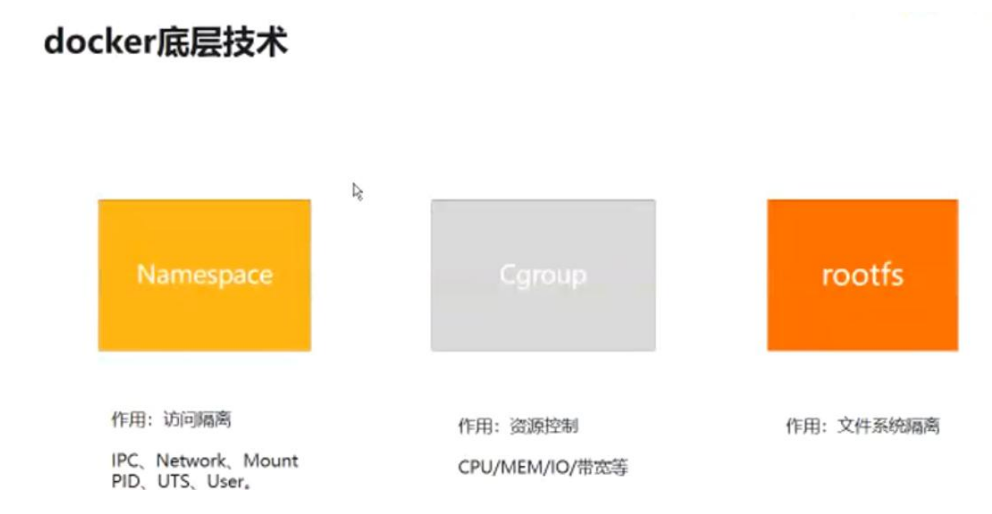 docker底层技术
Namespace
Cgroup
rootfs
作用：访问隔离
IPC、Network、Mount
PID、UTS、User。
作用：资源控制
CPU/MEM/IO/带宽等
作用：文件系统隔离